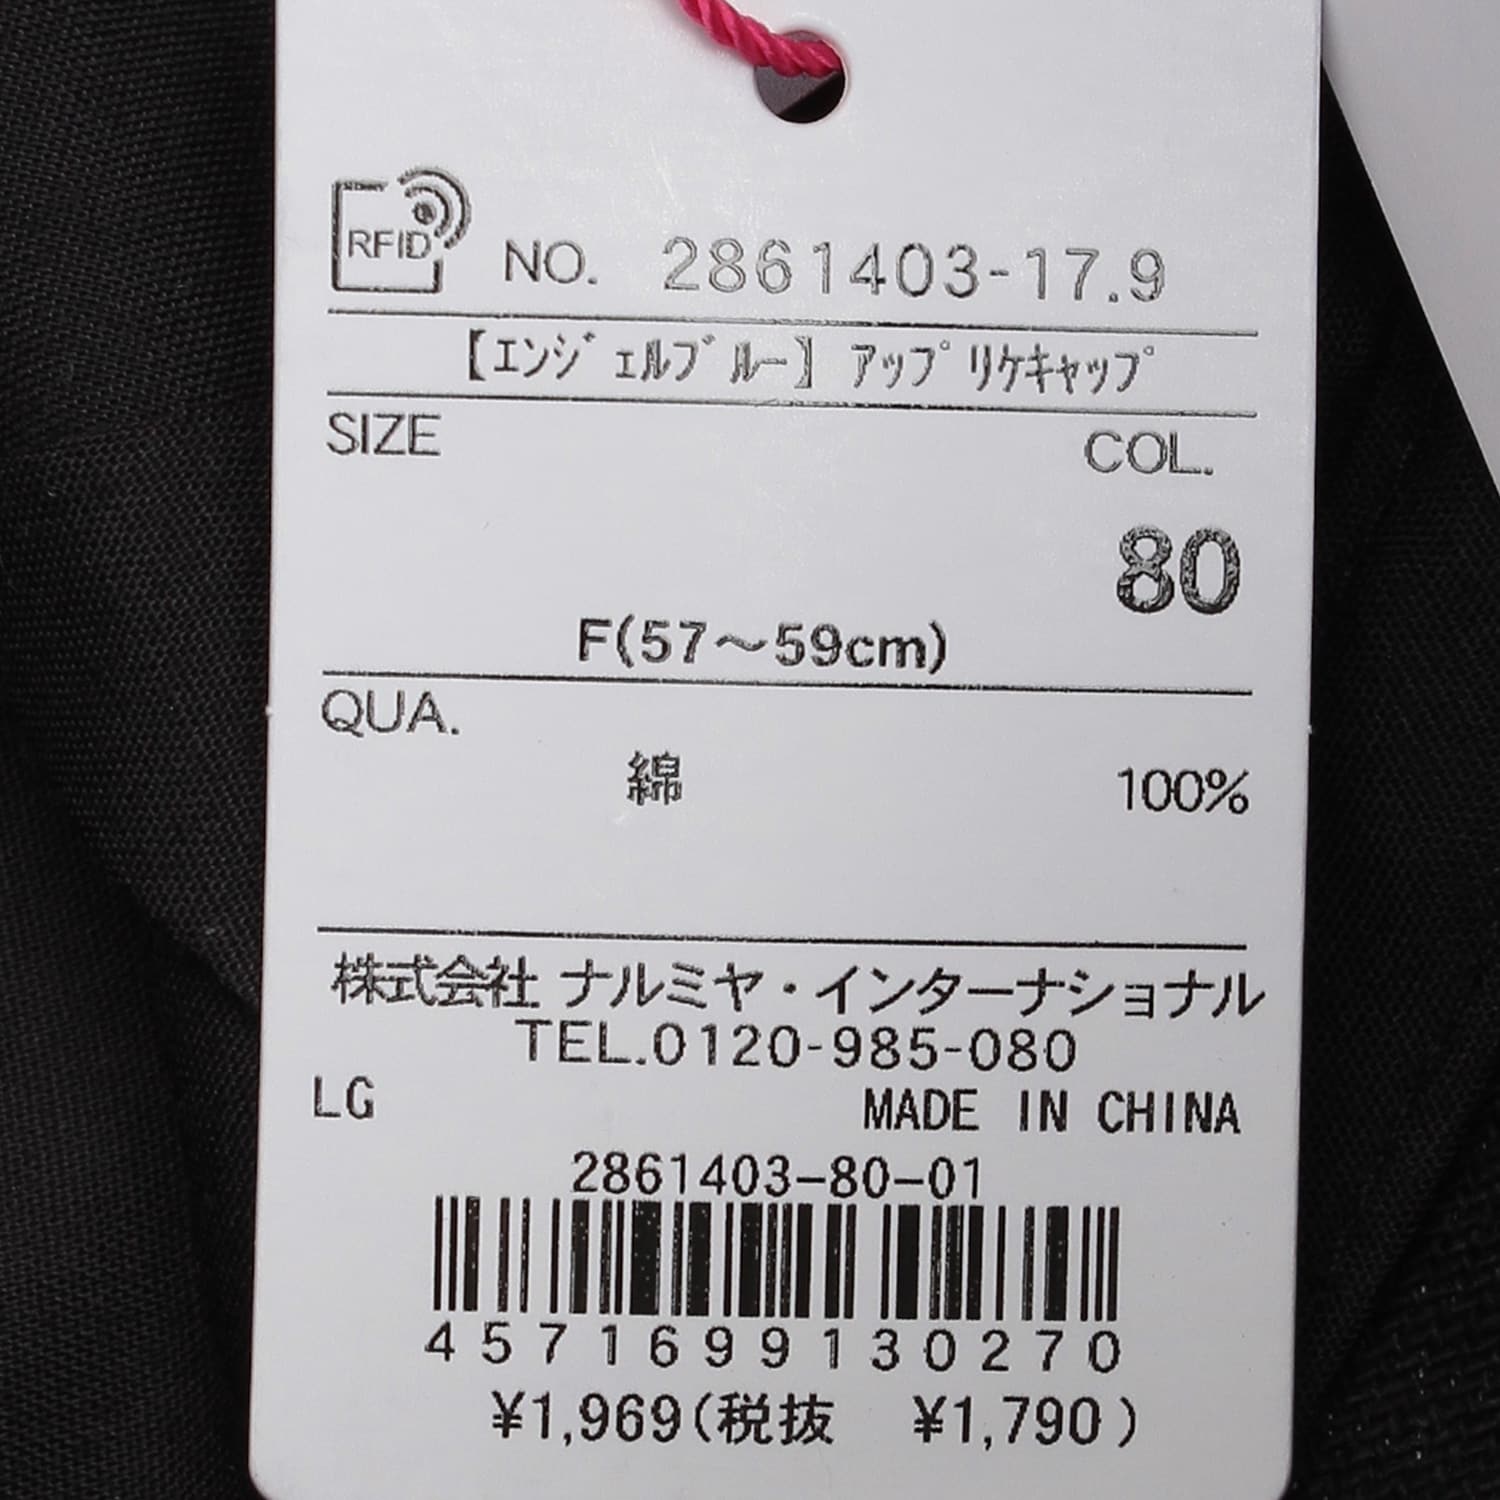 RFID NO. 2861403-17.9
【ｴﾝｼﾞｪﾙﾌﾞﾙｰ】ｱｯﾌﾟﾘｹｷｬｯﾌﾟ
SIZE COL.
80
F(57～59cm)
QUA.
綿 100%
株式会社 ナルミヤ・インターナショナル
TEL.0120-985-080
LG MADE IN CHINA
2861403-80-01
4571699130270
¥1,969(税抜 ¥1,790)